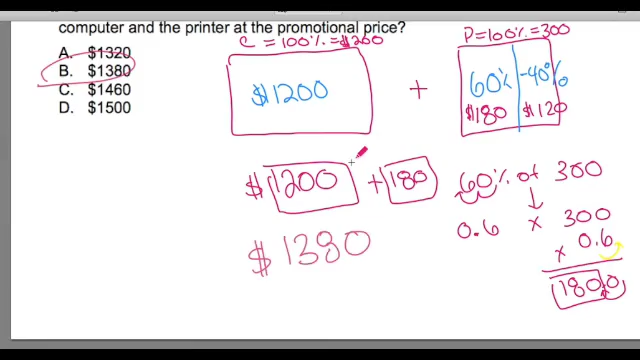 computer and the printer at the promotional price?
A. $1320
B. $1380
C. $1460
D. $1500
C = 100% = $1200
P = 100% = 300
$1200
+
60% -40%
$180 $120
$1200 + 180
60% of 300
0.6 x 300
x 0.6
180.0
$1380